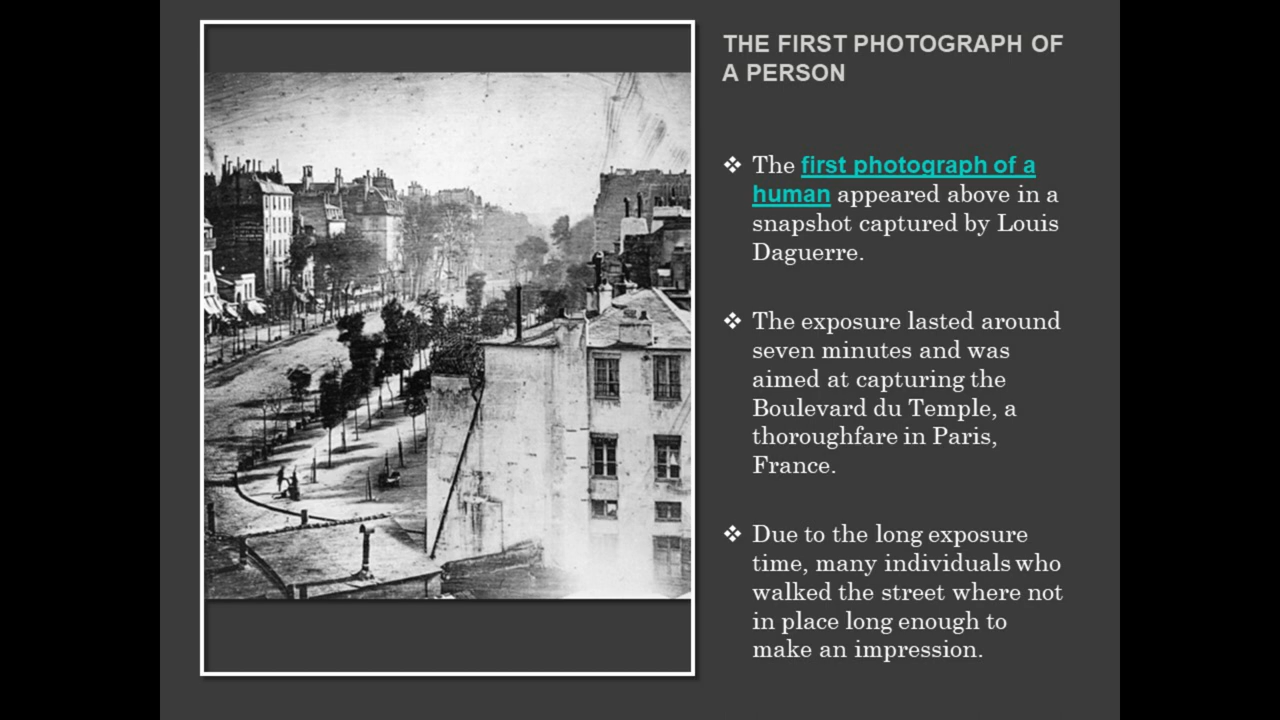 THE FIRST PHOTOGRAPH OF
A PERSON
❖ The first photograph of a
human appeared above in a
snapshot captured by Louis
Daguerre.
❖ The exposure lasted around
seven minutes and was
aimed at capturing the
Boulevard du Temple, a
thoroughfare in Paris,
France.
❖ Due to the long exposure
time, many individuals who
walked the street where not
in place long enough to
make an impression.